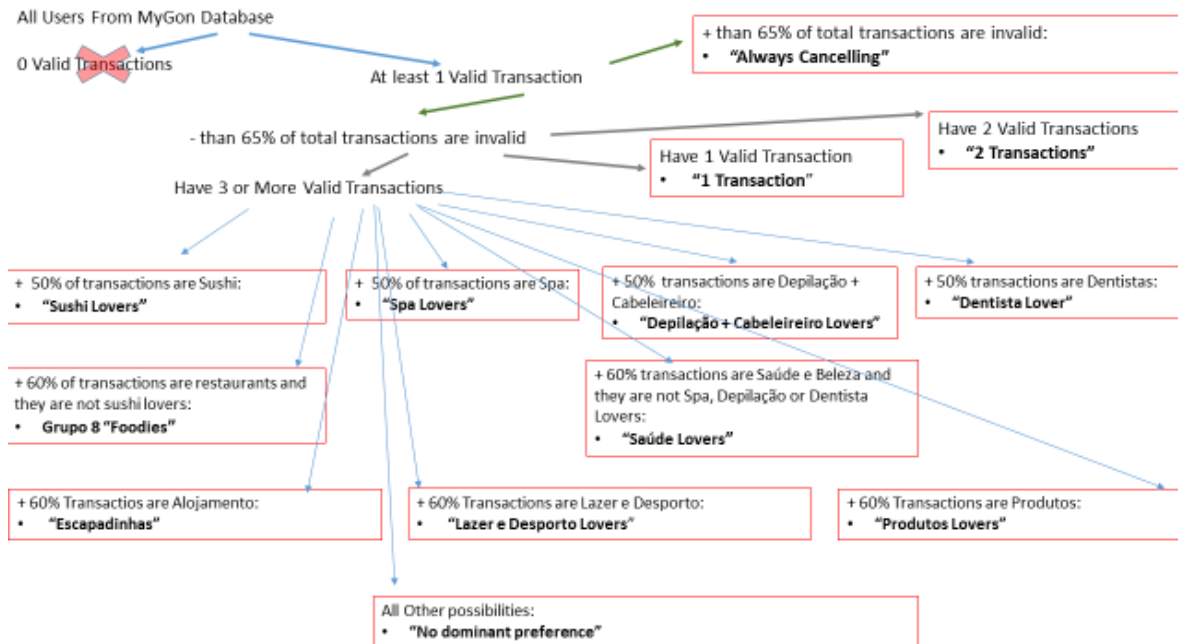 All Users From MyGon Database
0 Valid Transactions
At least 1 Valid Transaction
+ than 65% of total transactions are invalid:
• “Always Cancelling”
- than 65% of total transactions are invalid
Have 2 Valid Transactions
• “2 Transactions”
Have 1 Valid Transaction
• “1 Transaction”
Have 3 or More Valid Transactions
+ 50% of transactions are Sushi:
• “Sushi Lovers”
+ 50% of transactions are Spa:
• “Spa Lovers”
+ 50% transactions are Depilação +
Cabeleireiro:
• “Depilação + Cabeleireiro Lovers”
+ 50% transactions are Dentistas:
• “Dentista Lover”
+ 60% of transactions are restaurants and
they are not sushi lovers:
• Grupo 8 “Foodies”
+ 60% transactions are Saúde e Beleza and
they are not Spa, Depilação or Dentista
Lovers:
• “Saúde Lovers”
+ 60% Transactios are Alojamento:
• “Escapadinhas”
+ 60% Transactions are Lazer e Desporto:
• “Lazer e Desporto Lovers”
+ 60% Transactions are Produtos:
• “Produtos Lovers”
All Other possibilities:
• “No dominant preference”